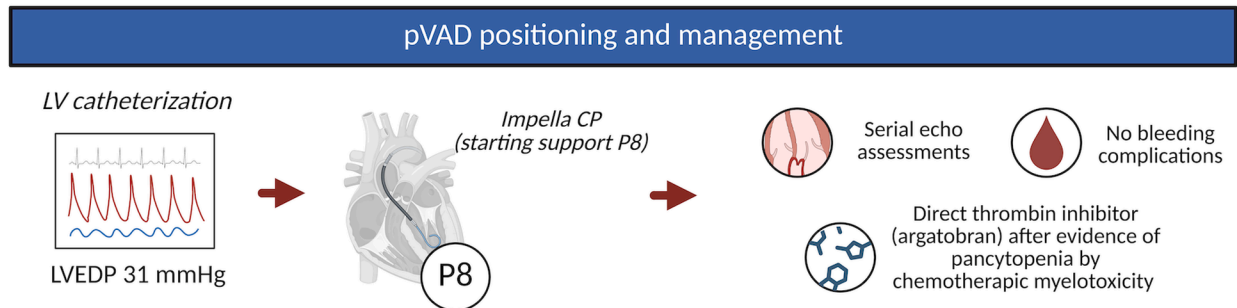 pVAD positioning and management
LV catheterization
LVEDP 31 mmHg
Impella CP
(starting support P8)
P8
Serial echo
assessments
No bleeding
complications
Direct thrombin inhibitor
(argatobran) after evidence of
pancytopenia by
chemotherapic myelotoxicity